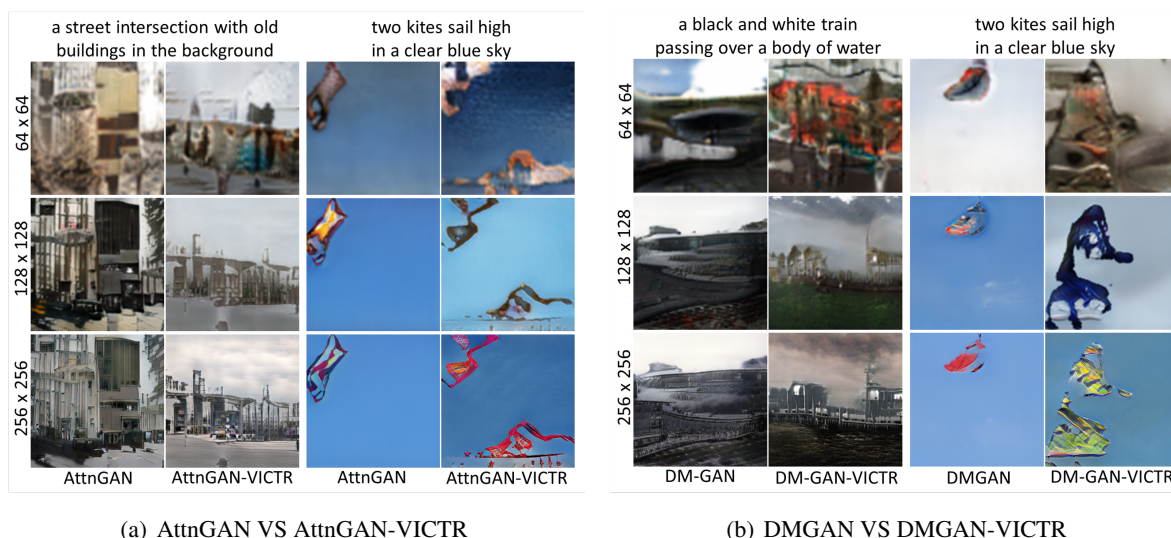 a street intersection with old
buildings in the background
two kites sail high
in a clear blue sky
64 x 64
128 x 128
256 x 256
AttnGAN
AttnGAN-VICTR
AttnGAN
AttnGAN-VICTR
(a) AttnGAN VS AttnGAN-VICTR
a black and white train
passing over a body of water
two kites sail high
in a clear blue sky
64 x 64
128 x 128
256 x 256
DM-GAN
DM-GAN-VICTR
DMGAN
DM-GAN-VICTR
(b) DMGAN VS DMGAN-VICTR